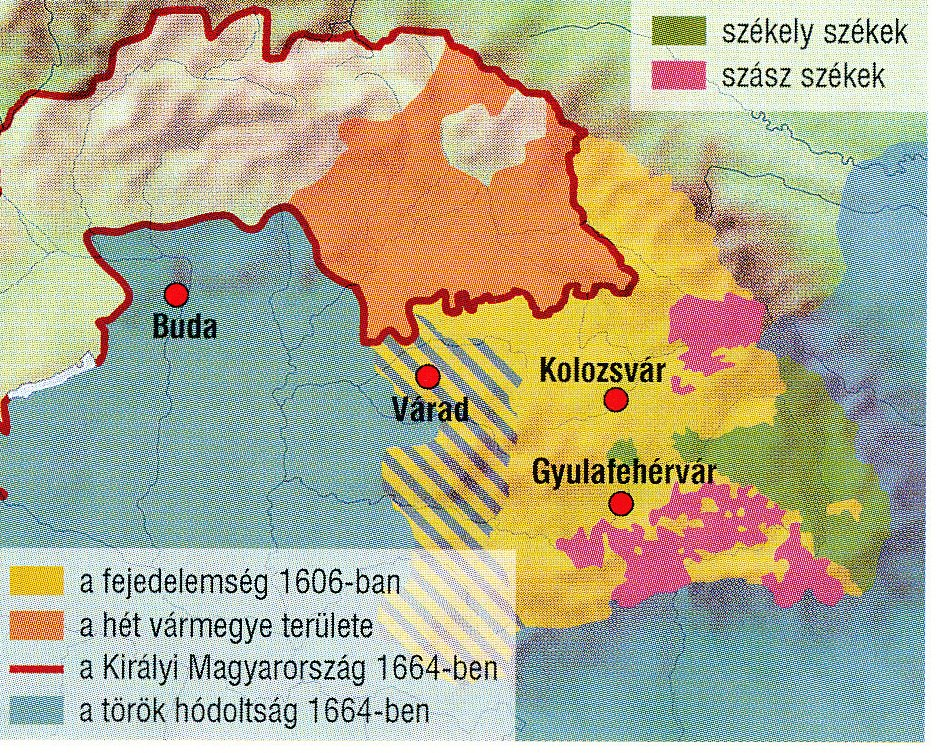 székely székek
szász székek
Buda
Várad
Kolozsvár
Gyulafehérvár
a fejedelemség 1606-ban
a hét vármegye területe
a Királyi Magyarország 1664-ben
a török hódoltság 1664-ben